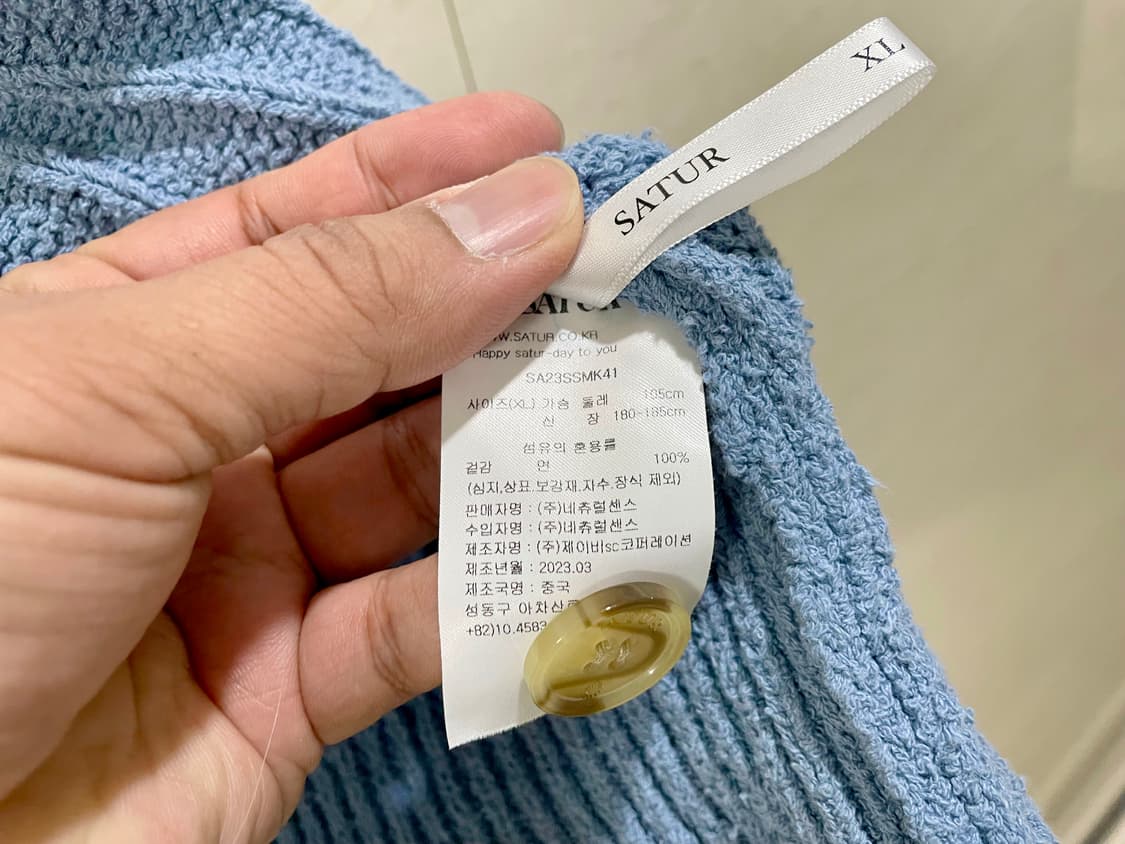 XL
SATUR
SATUR
WWW.SATUR.CO.KR
Happy satur-day to you
SA23SSMK41
사이즈(XL) 가슴 둘레 105cm
신 장 180-185cm
섬유의 혼용률
겉감 면 100%
(심지,상표.보강재.자수.장식 제외)
판매자명 : (주)네츄럴센스
수입자명 : (주)네츄럴센스
제조자명 : (주)제이비sc코퍼레이션
제조년월 : 2023.03
제조국명 : 중국
성동구 아차산
+82)10.4583